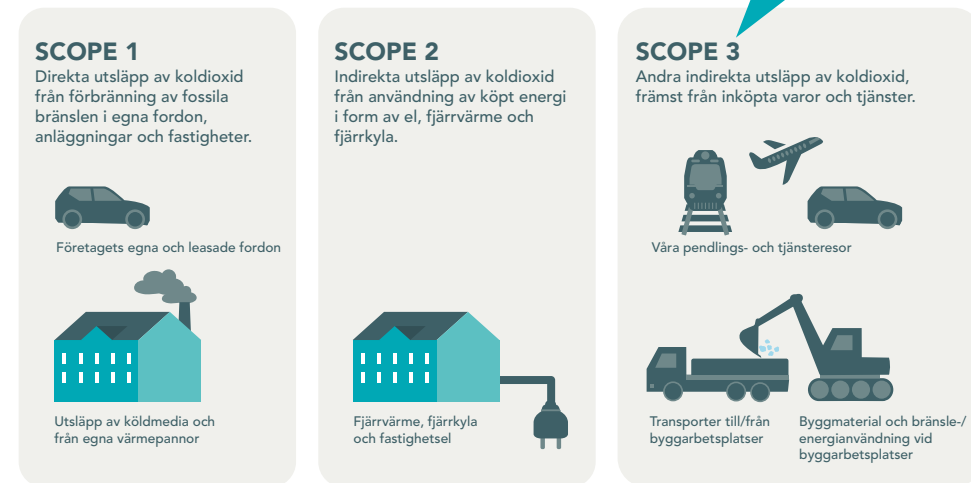 SCOPE 1
Direkta utsläpp av koldioxid
från förbränning av fossila
bränslen i egna fordon,
anläggningar och fastigheter.
Företagets egna och leasade fordon
Utsläpp av köldmedia och
från egna värmepannor
SCOPE 2
Indirekta utsläpp av koldioxid
från användning av köpt energi
i form av el, fjärrvärme och
fjärrkyla.
Fjärrvärme, fjärrkyla
och fastighetsel
SCOPE 3
Andra indirekta utsläpp av koldioxid,
främst från inköpta varor och tjänster.
Våra pendlings- och tjänsteresor
Transporter till/från
byggarbetsplatser
Byggmaterial och bränsle-/
energianvändning vid
byggarbetsplatser